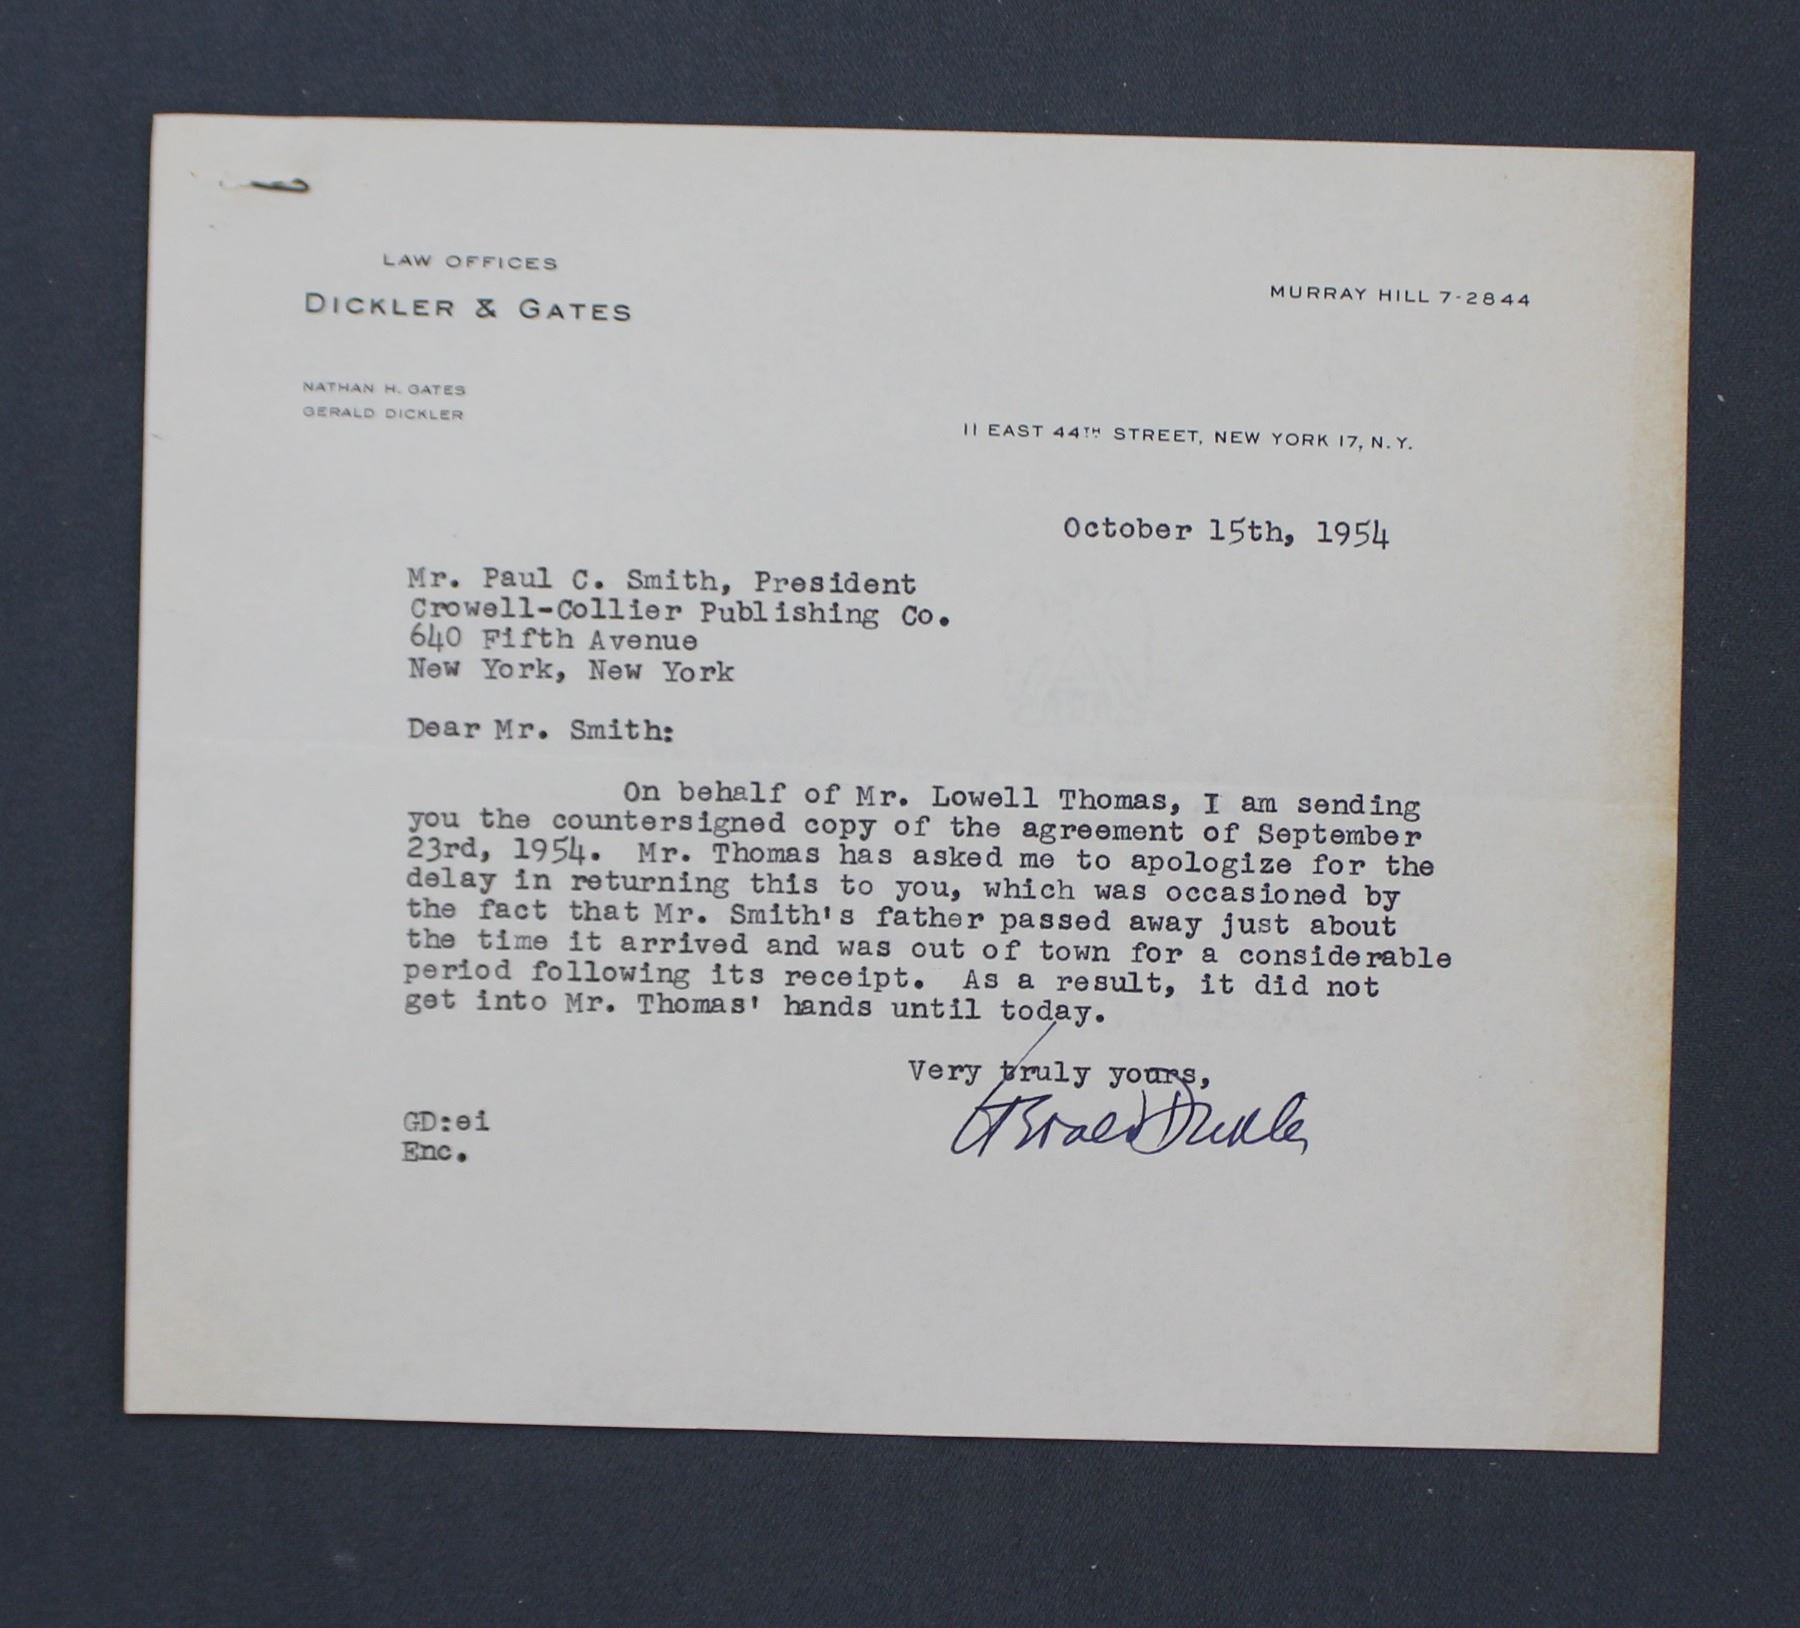 LAW OFFICES
DICKLER & GATES
MURRAY HILL 7-2844
NATHAN H. GATES
GERALD DICKLER
11 EAST 44TH STREET, NEW YORK 17, N.Y.
October 15th, 1954
Mr. Paul C. Smith, President
Crowell-Collier Publishing Co.
640 Fifth Avenue
New York, New York
Dear Mr. Smith:
On behalf of Mr. Lowell Thomas, I am sending
you the countersigned copy of the agreement of September
23rd, 1954. Mr. Thomas has asked me to apologize for the
delay in returning this to you, which was occasioned by
the fact that Mr. Smith's father passed away just about
the time it arrived and was out of town for a considerable
period following its receipt. As a result, it did not
get into Mr. Thomas' hands until today.
Very truly yours,
Gerald Dickler
GD:ei
Enc.